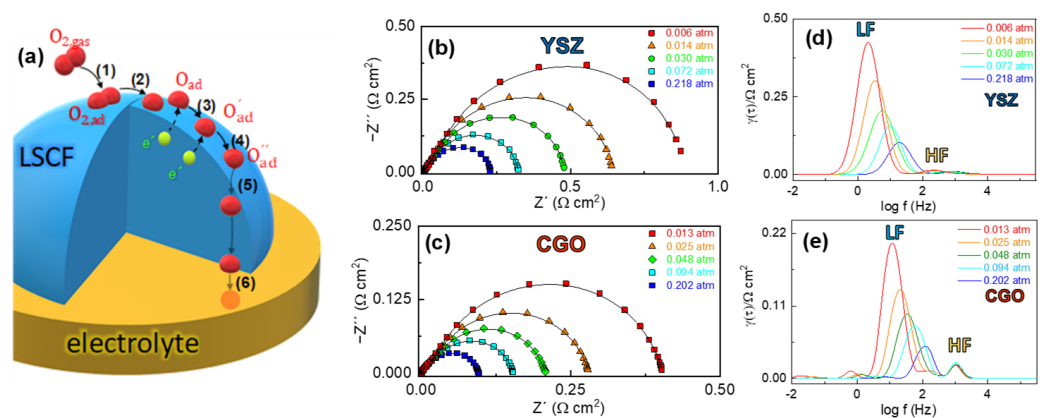 (a)
O2,gas
(1)
(2)
O2,ad
Oad
(3)
O′ad
(4)
O″ad
(5)
(6)
e′
e′
LSCF
electrolyte
(b)
YSZ
0.006 atm
0.014 atm
0.030 atm
0.072 atm
0.218 atm
−Z″ (Ω cm2)
0.50
0.25
0.00
0.0
0.5
1.0
Z′ (Ω cm2)
(c)
CGO
0.013 atm
0.025 atm
0.048 atm
0.094 atm
0.202 atm
−Z″ (Ω cm2)
0.250
0.125
0.000
0.00
0.25
0.50
Z′ (Ω cm2)
(d)
LF
0.006 atm
0.014 atm
0.030 atm
0.072 atm
0.218 atm
YSZ
HF
γ(τ)/Ω cm2
0.50
0.25
0.00
-2
0
2
4
log f (Hz)
(e)
LF
0.013 atm
0.025 atm
0.048 atm
0.094 atm
0.202 atm
CGO
HF
γ(τ)/Ω cm2
0.22
0.11
0.00
-2
0
2
4
log f (Hz)